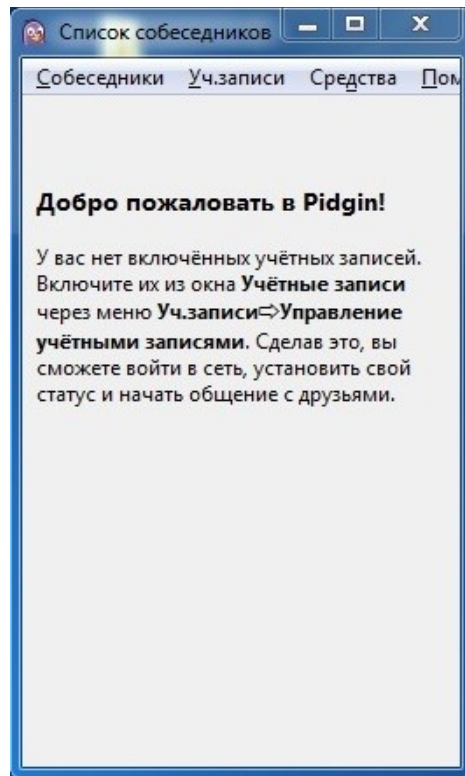 Список собеседников
Собеседники Уч.записи Средства Пом
Добро пожаловать в Pidgin!
У вас нет включённых учётных записей.
Включите их из окна Учётные записи
через меню Уч.записи⇨Управление
учётными записями. Сделав это, вы
сможете войти в сеть, установить свой
статус и начать общение с друзьями.